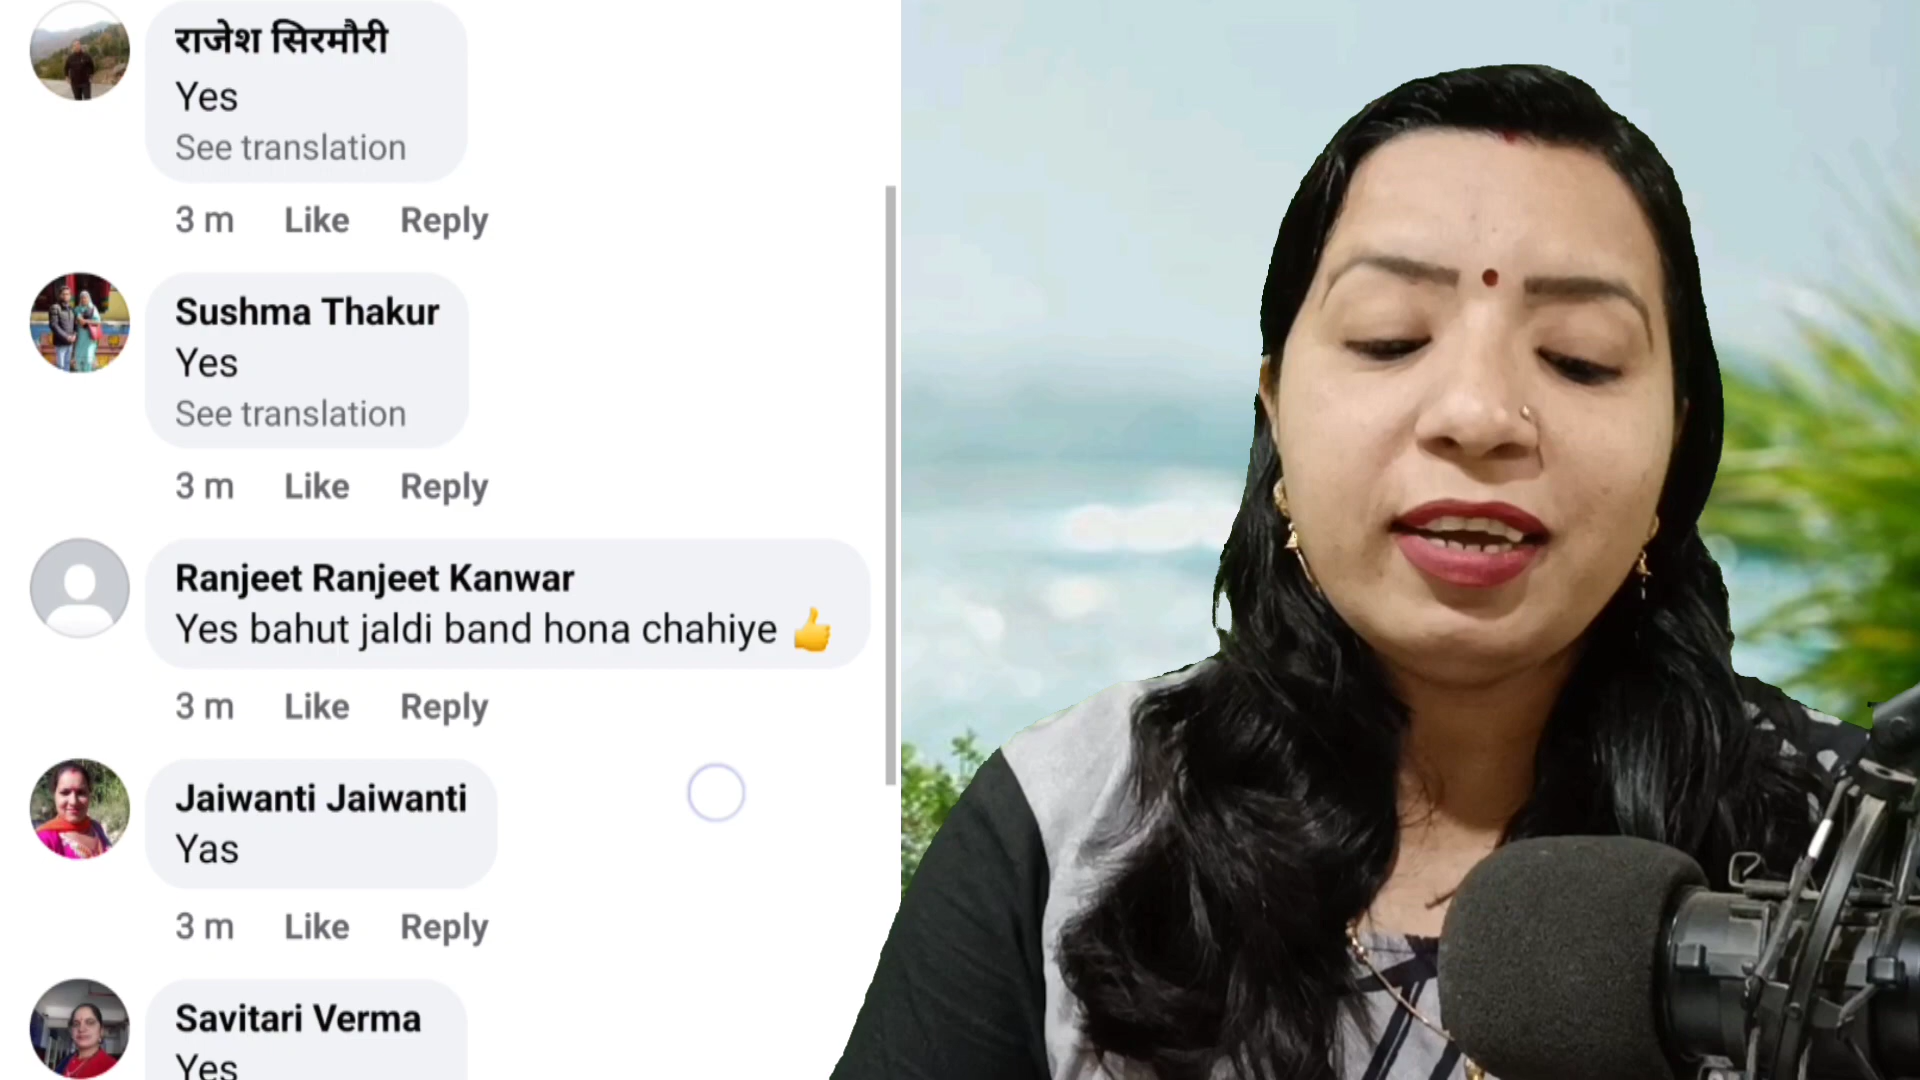 राजेश सिरमौरी
Yes
See translation
3 m Like Reply
Sushma Thakur
Yes
See translation
3 m Like Reply
Ranjeet Ranjeet Kanwar
Yes bahut jaldi band hona chahiye 👍
3 m Like Reply
Jaiwanti Jaiwanti
Yas
3 m Like Reply
Savitari Verma
Yes